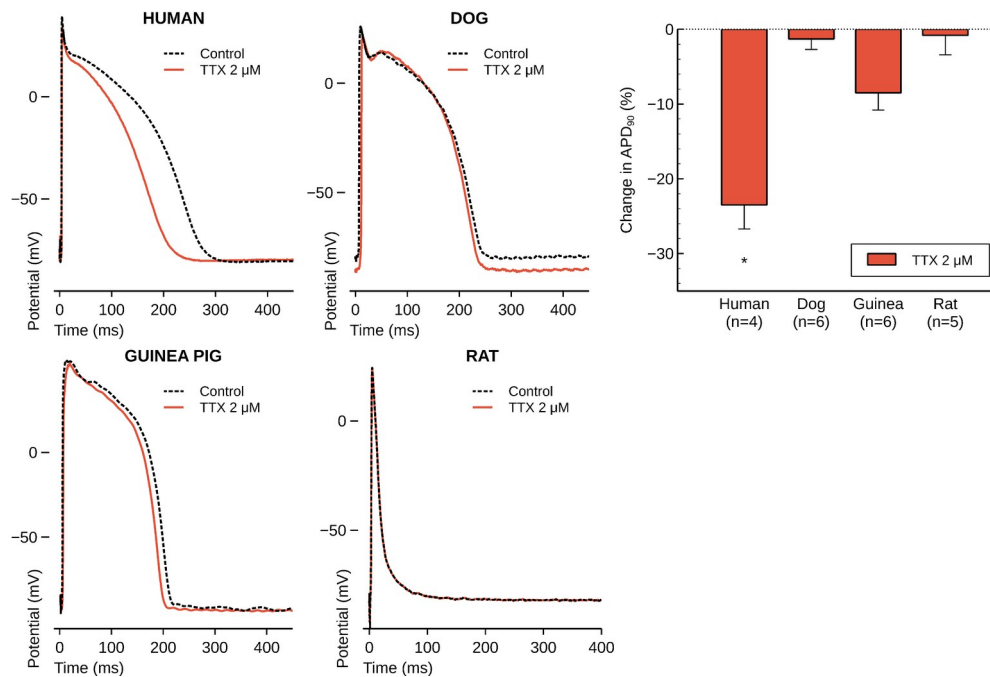 HUMAN
Control
TTX 2 µM
0
−50
Potential (mV)
0 100 200 300 400
Time (ms)
DOG
Control
TTX 2 µM
0
−50
Potential (mV)
0 100 200 300 400
Time (ms)
0
−10
−20
−30
Change in APD90 (%)
*
TTX 2 µM
Human Dog Guinea Rat
(n=4) (n=6) (n=6) (n=5)
GUINEA PIG
Control
TTX 2 µM
0
−50
Potential (mV)
0 100 200 300 400
Time (ms)
RAT
Control
TTX 2 µM
0
−50
Potential (mV)
0 100 200 300 400
Time (ms)